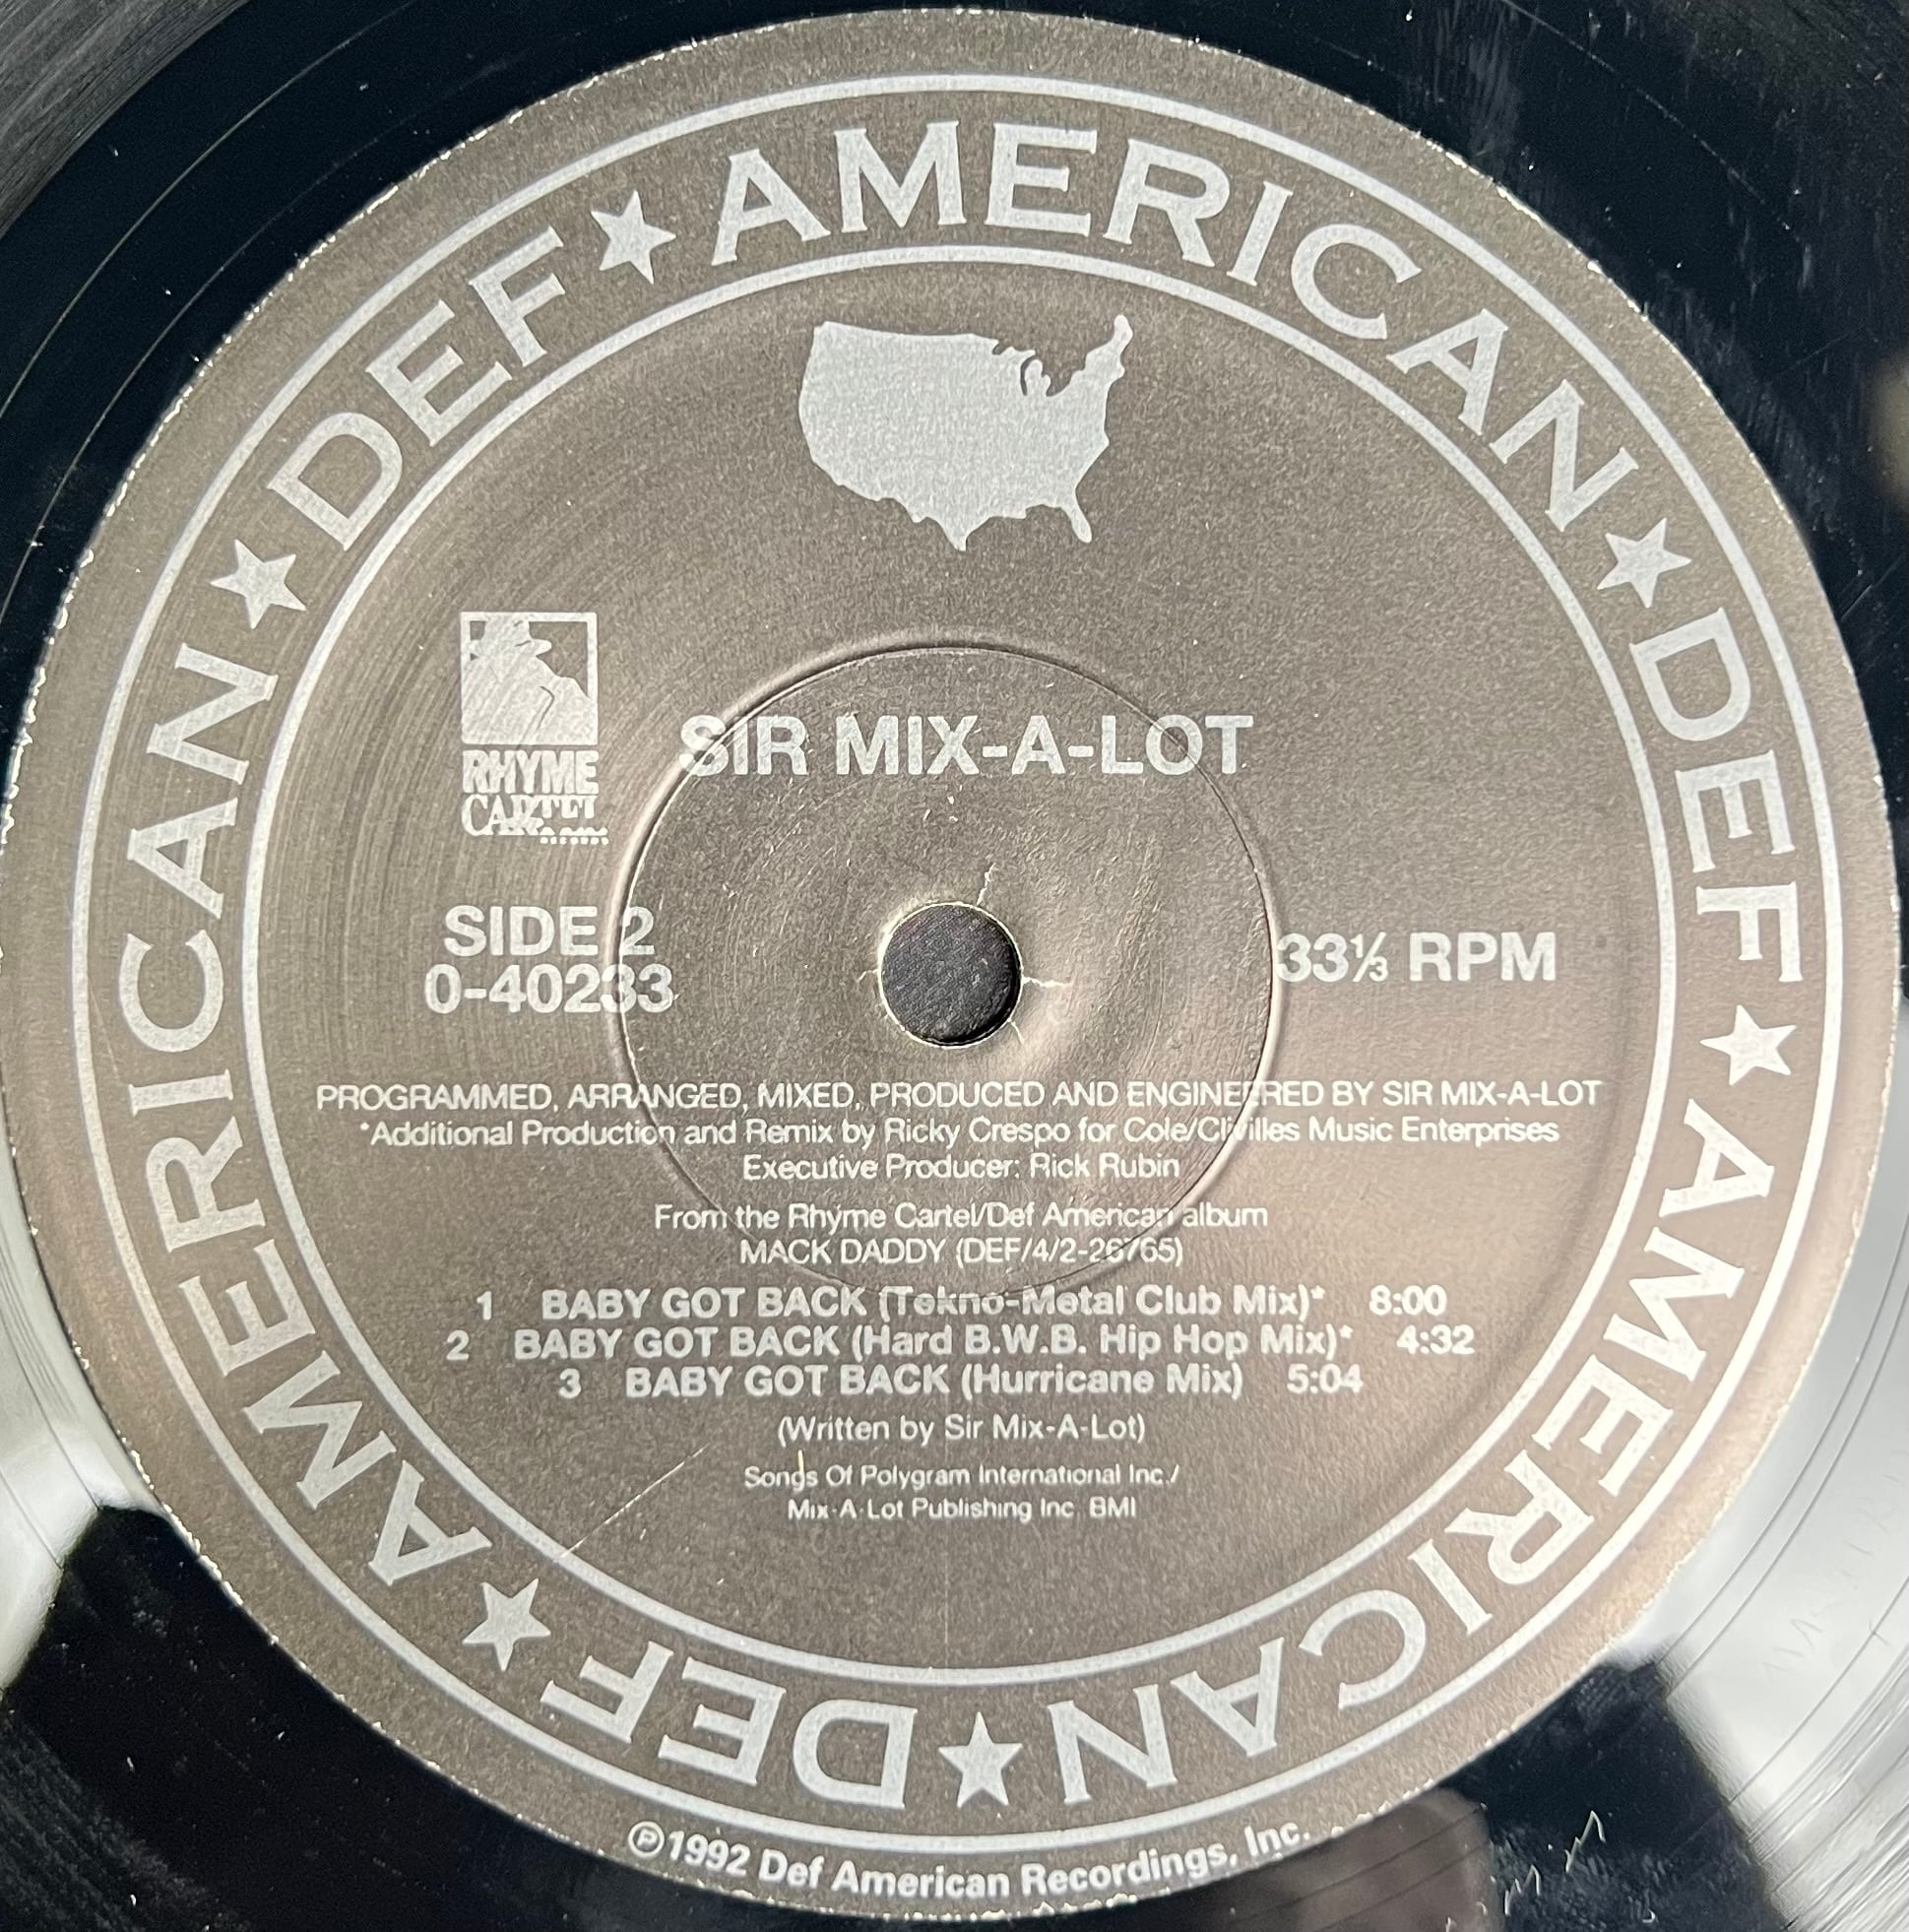 DEF ★ AMERICAN ★ DEF ★ AMERICAN ★ DEF ★ AMERICAN ★
RHYME
CARTEL
SIR MIX-A-LOT
SIDE 2
0-40233
33⅓ RPM
PROGRAMMED, ARRANGED, MIXED, PRODUCED AND ENGINEERED BY SIR MIX-A-LOT
*Additional Production and Remix by Ricky Crespo for Cole/Clivilles Music Enterprises
Executive Producer: Rick Rubin
From the Rhyme Cartel/Def American album
MACK DADDY (DEF/4/2-26765)
1 BABY GOT BACK (Tekno-Metal Club Mix)* 8:00
2 BABY GOT BACK (Hard B.W.B. Hip Hop Mix)* 4:32
3 BABY GOT BACK (Hurricane Mix) 5:04
(Written by Sir Mix-A-Lot)
Songs Of Polygram International Inc./
Mix-A-Lot Publishing Inc. BMI
℗1992 Def American Recordings, Inc.